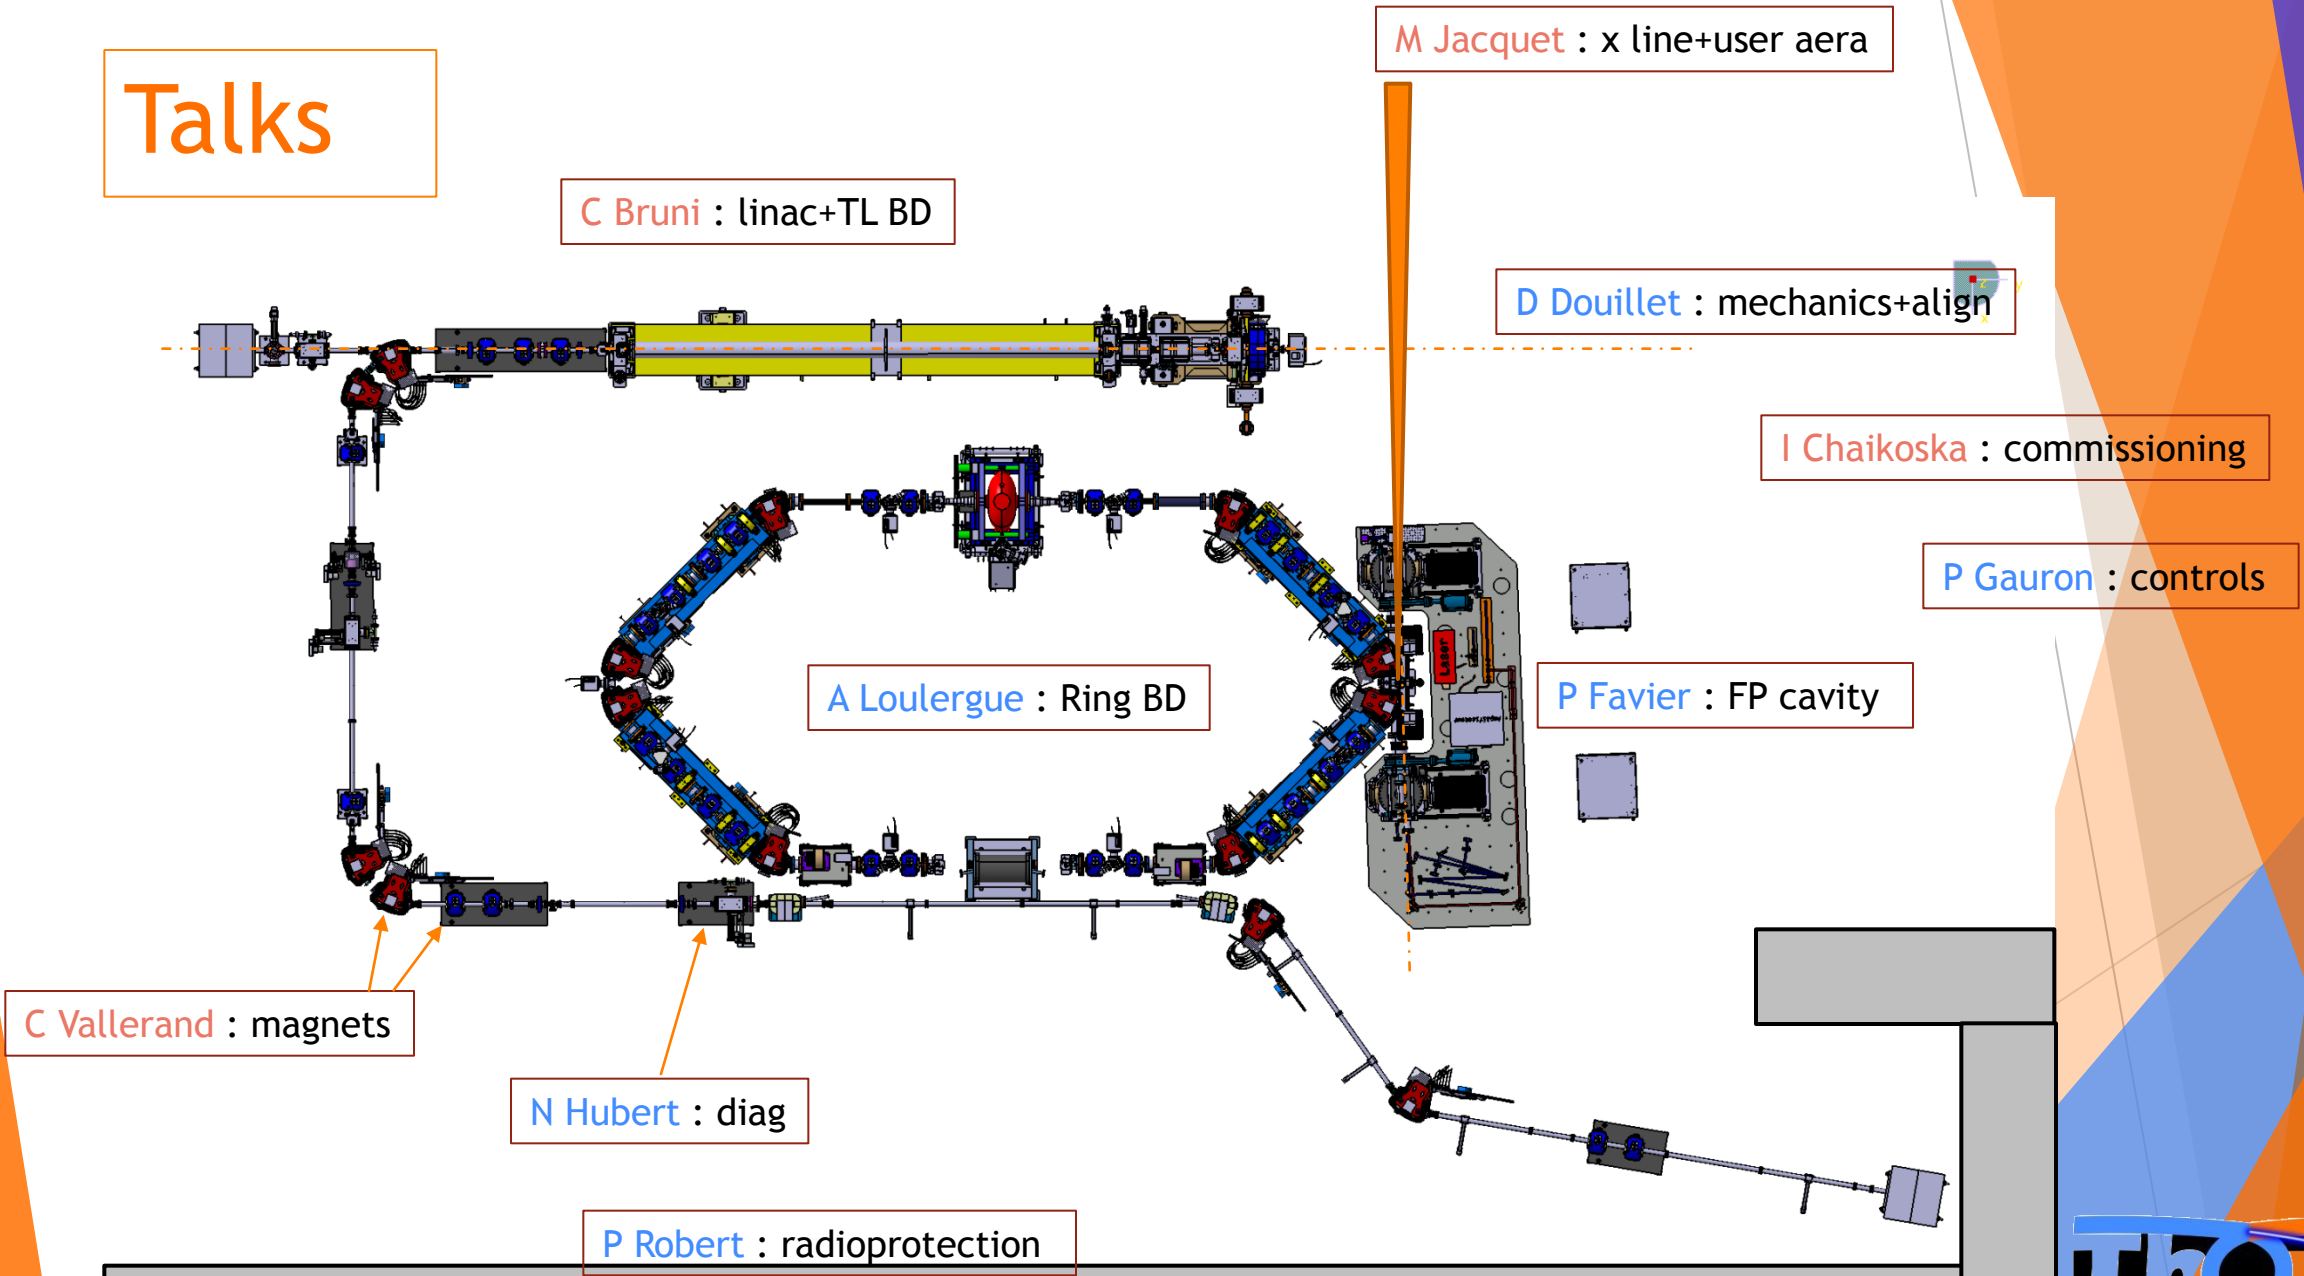 M Jacquet : x line+user aera
Talks
C Bruni : linac+TL BD
D Douillet : mechanics+align
I Chaikoska : commissioning
P Gauron : controls
Laser
A Loulergue : Ring BD
P Favier : FP cavity
C Vallerand : magnets
N Hubert : diag
P Robert : radioprotection